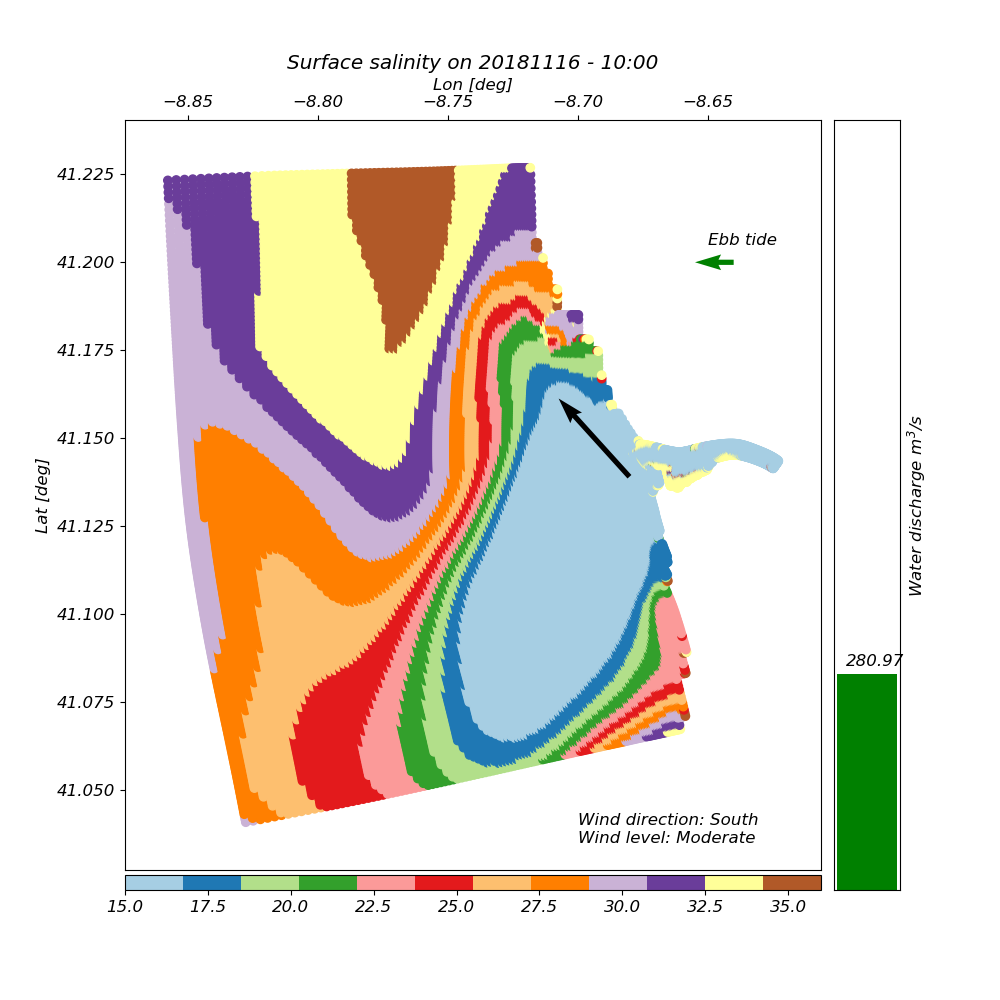 Surface salinity on 20181116 - 10:00
Lon [deg]
−8.85 −8.80 −8.75 −8.70 −8.65
41.225
41.200
41.175
41.150
41.125
41.100
41.075
41.050
Lat [deg]
Ebb tide
Wind direction: South
Wind level: Moderate
15.0 17.5 20.0 22.5 25.0 27.5 30.0 32.5 35.0
280.97
Water discharge m³/s